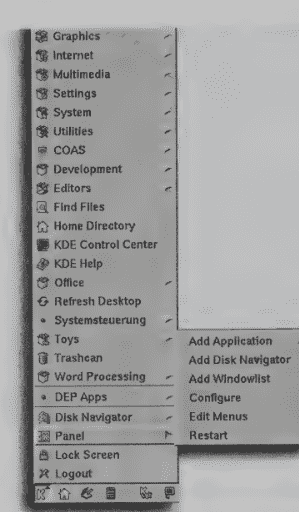 Graphics
Internet
Multimedia
Settings
System
Utilities
COAS
Development
Editors
Find Files
Home Directory
KDE Control Center
KDE Help
Office
Refresh Desktop
Systemsteuerung
Toys
Trashcan
Word Processing
DEP Apps
Disk Navigator
Panel
Lock Screen
Logout
Add Application
Add Disk Navigator
Add Windowlist
Configure
Edit Menus
Restart